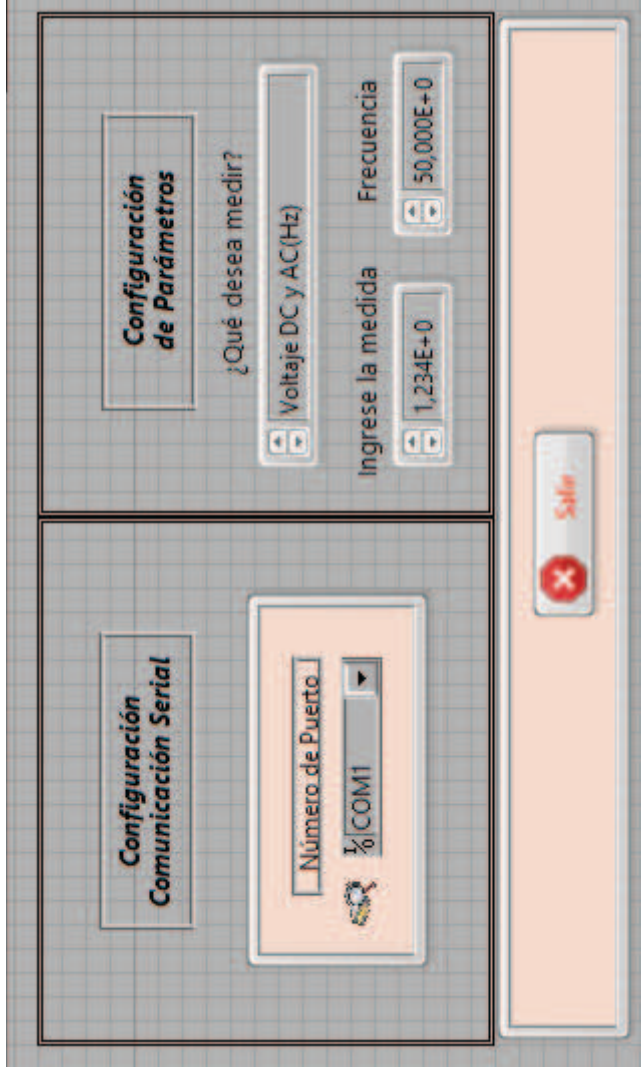 Configuración
Comunicación Serial
Número de Puerto
I/O COM1
Configuración
de Parámetros
¿Qué desea medir?
Voltaje DC y AC(Hz)
Ingrese la medida
1,234E+0
Frecuencia
50,000E+0
Salir